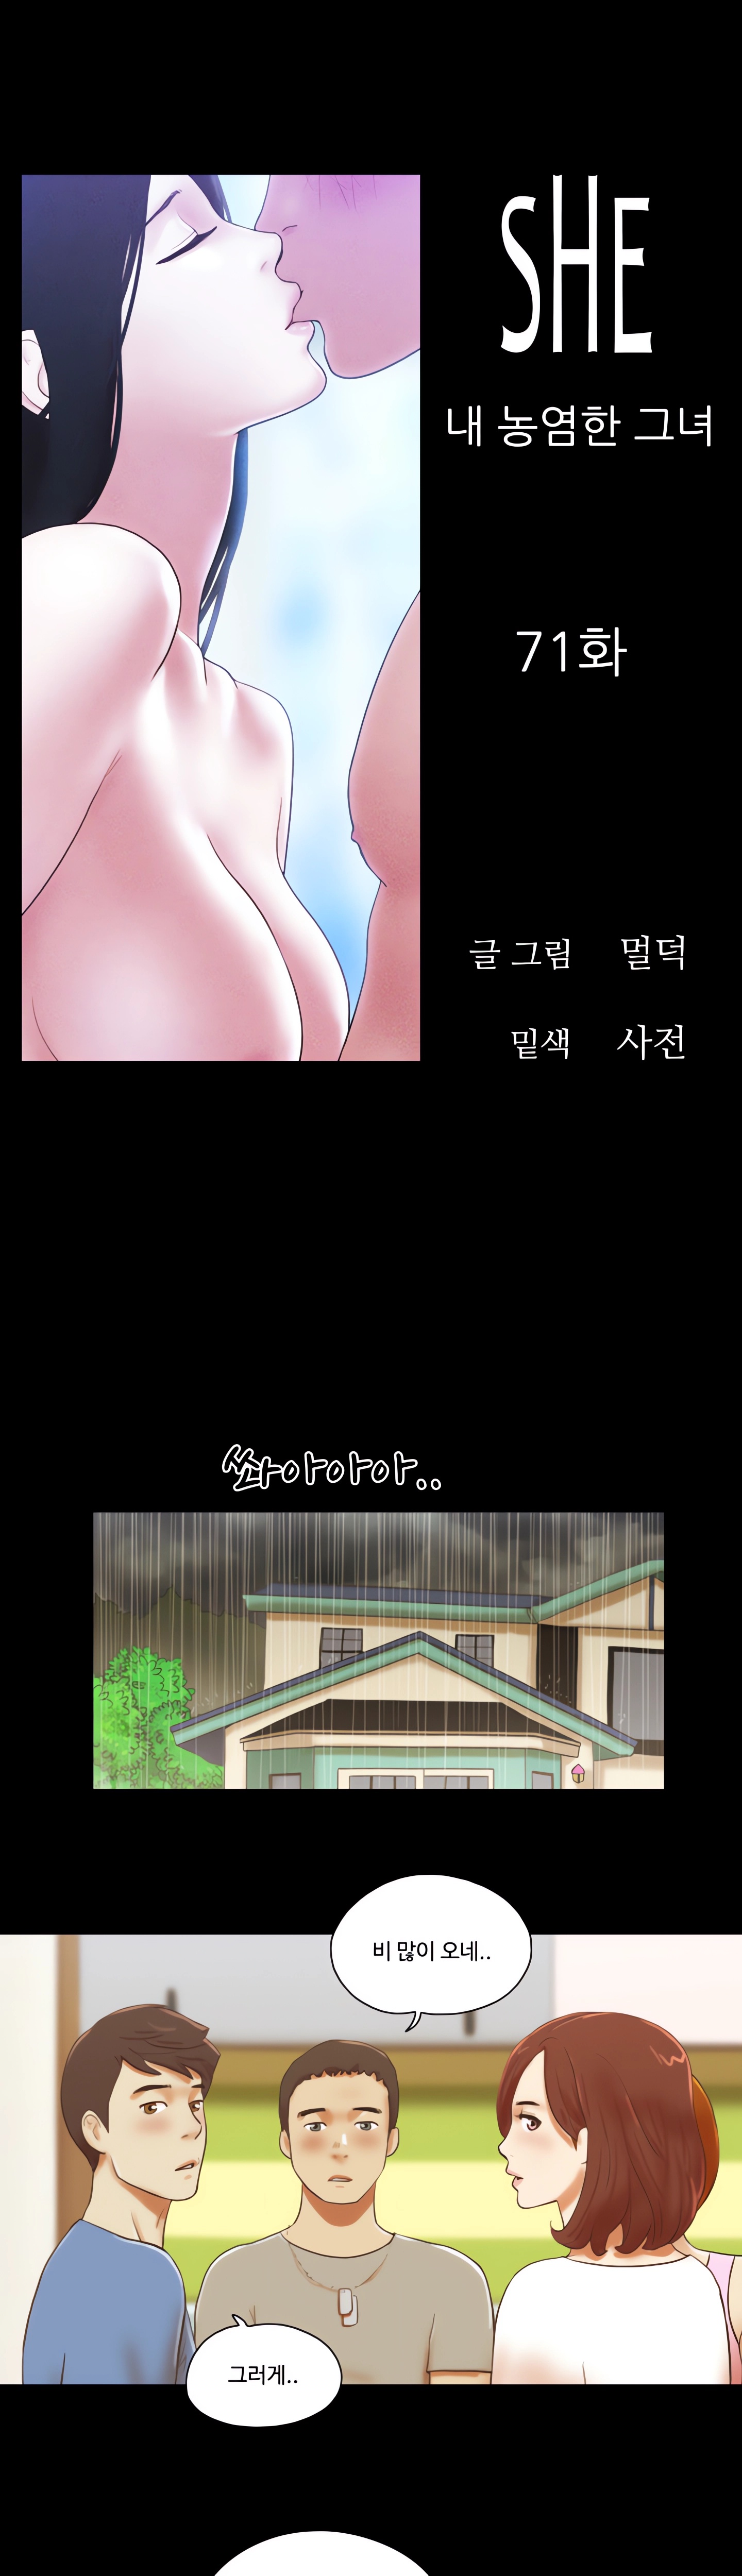 SHE
내 농염한 그녀
71화
글 그림 멀덕
밑색 사전
쏴아아아..
비 많이 오네..
그러게..